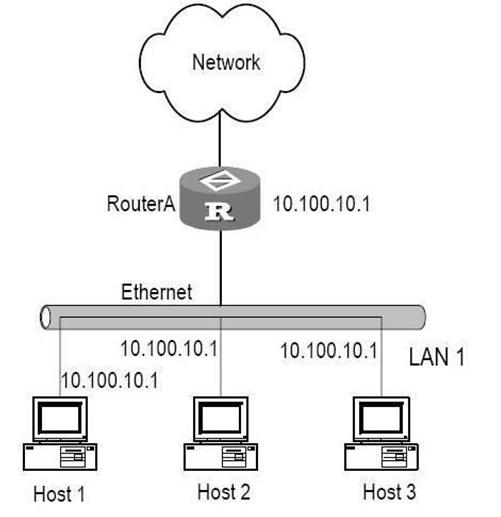 Network
RouterA
R
10.100.10.1
Ethernet
10.100.10.1
10.100.10.1
LAN 1
10.100.10.1
Host 1
Host 2
Host 3